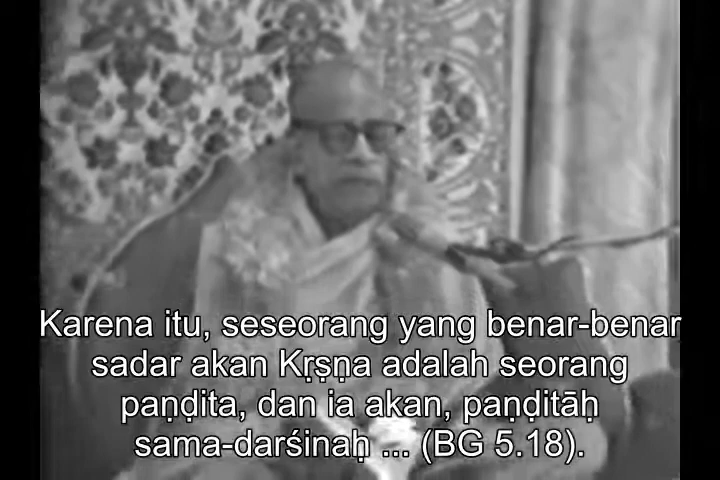 Karena itu, seseorang yang benar-benar
sadar akan Kṛṣṇa adalah seorang
paṇḍita, dan ia akan, paṇḍitāḥ
sama-darśinaḥ ... (BG 5.18).